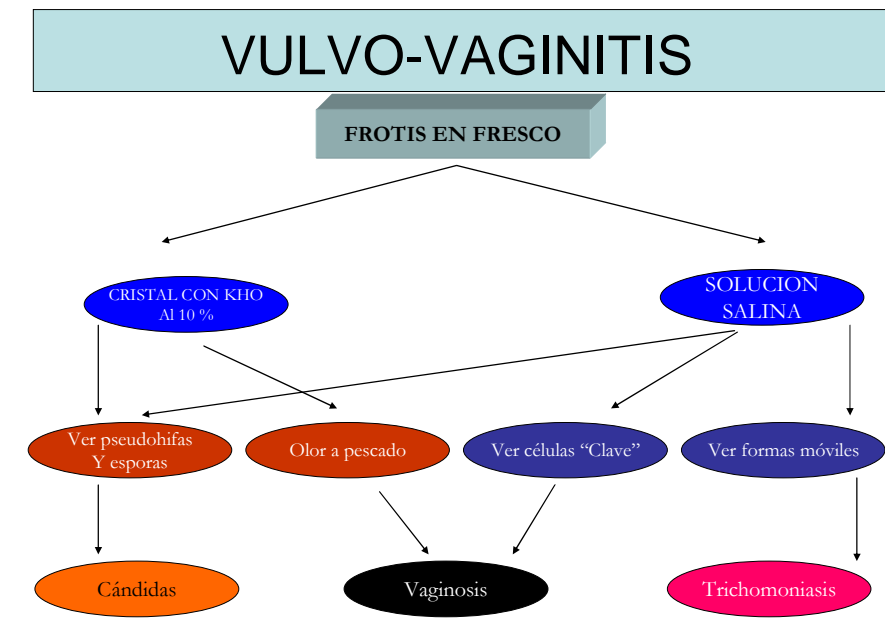 VULVO-VAGINITIS
FROTIS EN FRESCO
CRISTAL CON KHO
Al 10 %
SOLUCION
SALINA
Ver pseudohifas
Y esporas
Olor a pescado
Ver células “Clave”
Ver formas móviles
Cándidas
Vaginosis
Trichomoniasis